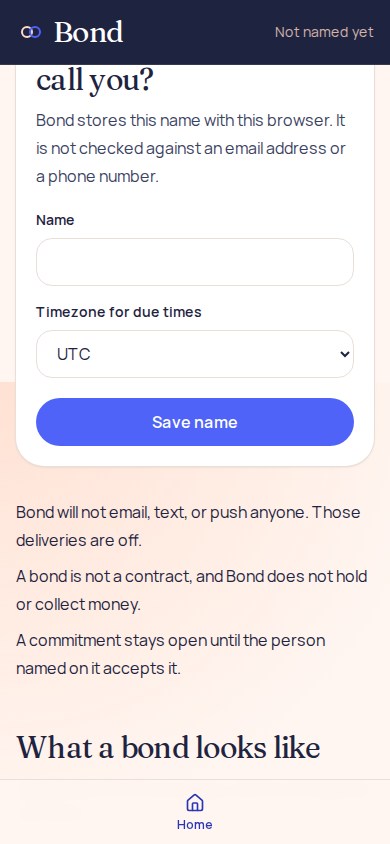 Bond
Not named yet
call you?
Bond stores this name with this browser. It
is not checked against an email address or
a phone number.
Name
Timezone for due times
UTC
Save name
Bond will not email, text, or push anyone. Those
deliveries are off.
A bond is not a contract, and Bond does not hold
or collect money.
A commitment stays open until the person
named on it accepts it.
What a bond looks like
Home